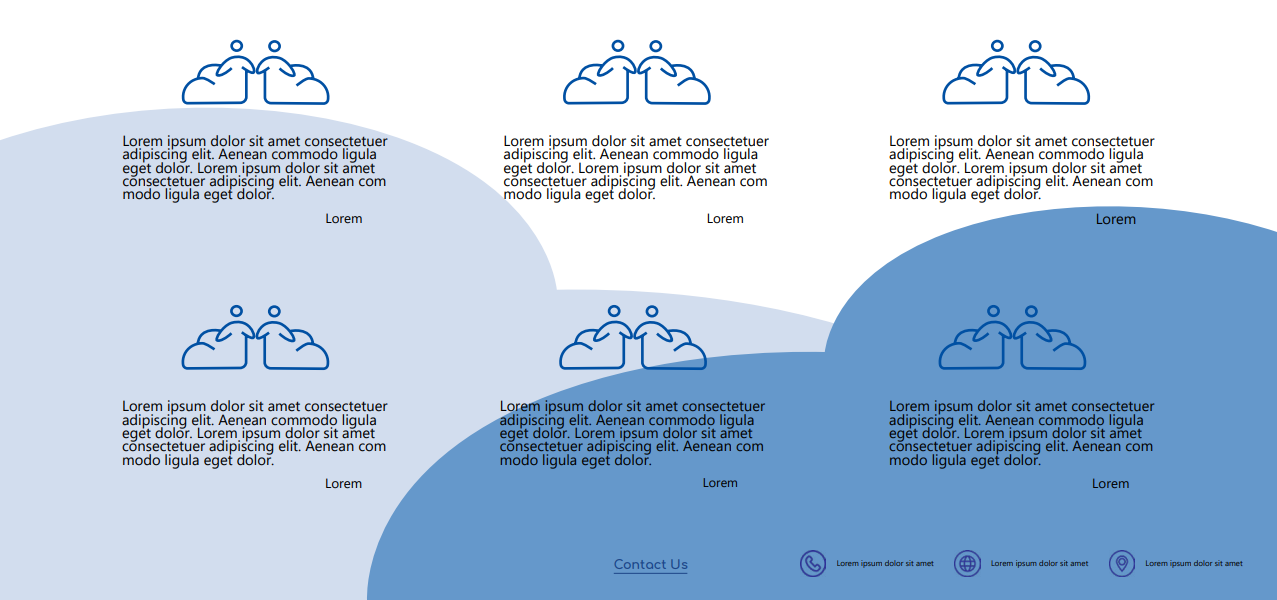 Lorem ipsum dolor sit amet consectetuer
adipiscing elit. Aenean commodo ligula
eget dolor. Lorem ipsum dolor sit amet
consectetuer adipiscing elit. Aenean com
modo ligula eget dolor.
Lorem
Lorem ipsum dolor sit amet consectetuer
adipiscing elit. Aenean commodo ligula
eget dolor. Lorem ipsum dolor sit amet
consectetuer adipiscing elit. Aenean com
modo ligula eget dolor.
Lorem
Lorem ipsum dolor sit amet consectetuer
adipiscing elit. Aenean commodo ligula
eget dolor. Lorem ipsum dolor sit amet
consectetuer adipiscing elit. Aenean com
modo ligula eget dolor.
Lorem
Lorem ipsum dolor sit amet consectetuer
adipiscing elit. Aenean commodo ligula
eget dolor. Lorem ipsum dolor sit amet
consectetuer adipiscing elit. Aenean com
modo ligula eget dolor.
Lorem
Lorem ipsum dolor sit amet consectetuer
adipiscing elit. Aenean commodo ligula
eget dolor. Lorem ipsum dolor sit amet
consectetuer adipiscing elit. Aenean com
modo ligula eget dolor.
Lorem
Lorem ipsum dolor sit amet consectetuer
adipiscing elit. Aenean commodo ligula
eget dolor. Lorem ipsum dolor sit amet
consectetuer adipiscing elit. Aenean com
modo ligula eget dolor.
Lorem
Contact Us
Lorem ipsum dolor sit amet
Lorem ipsum dolor sit amet
Lorem ipsum dolor sit amet